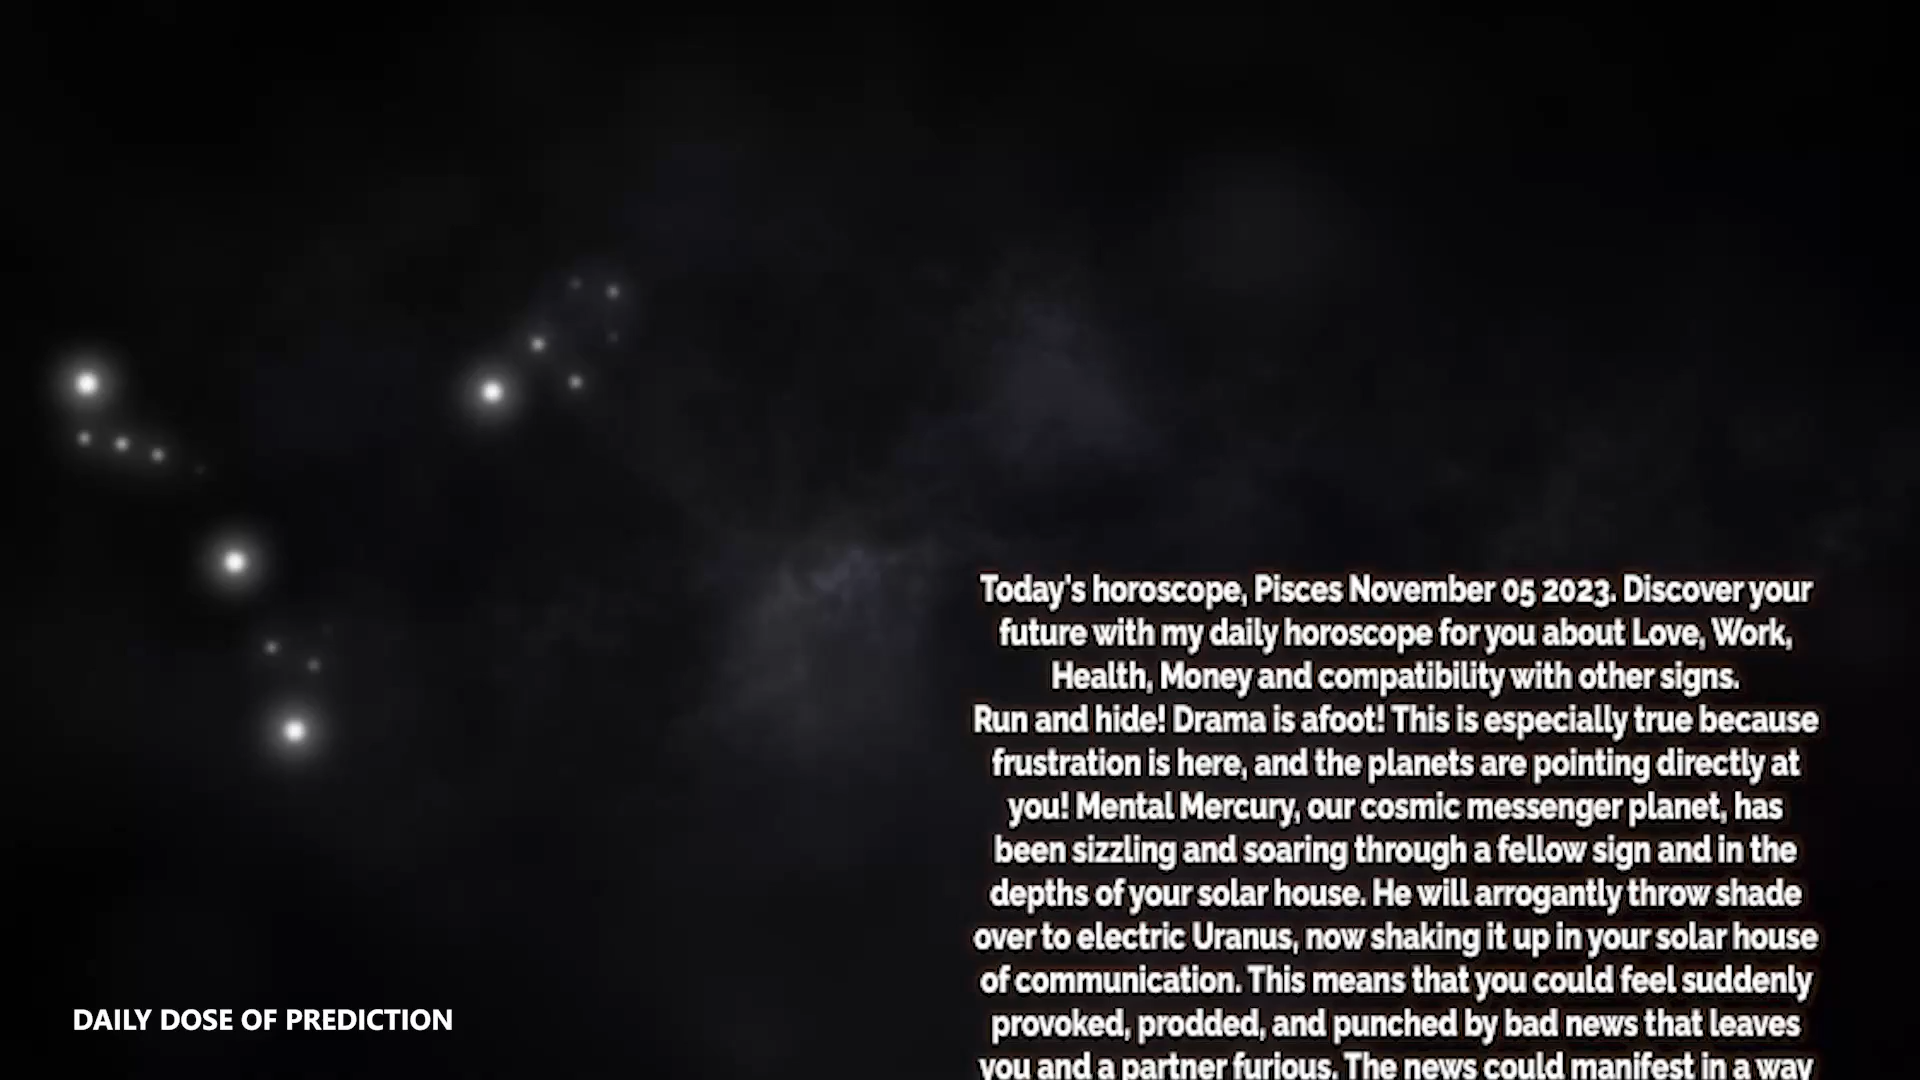 Today's horoscope, Pisces November 05 2023. Discover your
future with my daily horoscope for you about Love, Work,
Health, Money and compatibility with other signs.
Run and hide! Drama is afoot! This is especially true because
frustration is here, and the planets are pointing directly at
you! Mental Mercury, our cosmic messenger planet, has
been sizzling and soaring through a fellow sign and in the
depths of your solar house. He will arrogantly throw shade
over to electric Uranus, now shaking it up in your solar house
of communication. This means that you could feel suddenly
provoked, prodded, and punched by bad news that leaves
you and a partner furious. The news could manifest in a way
DAILY DOSE OF PREDICTION